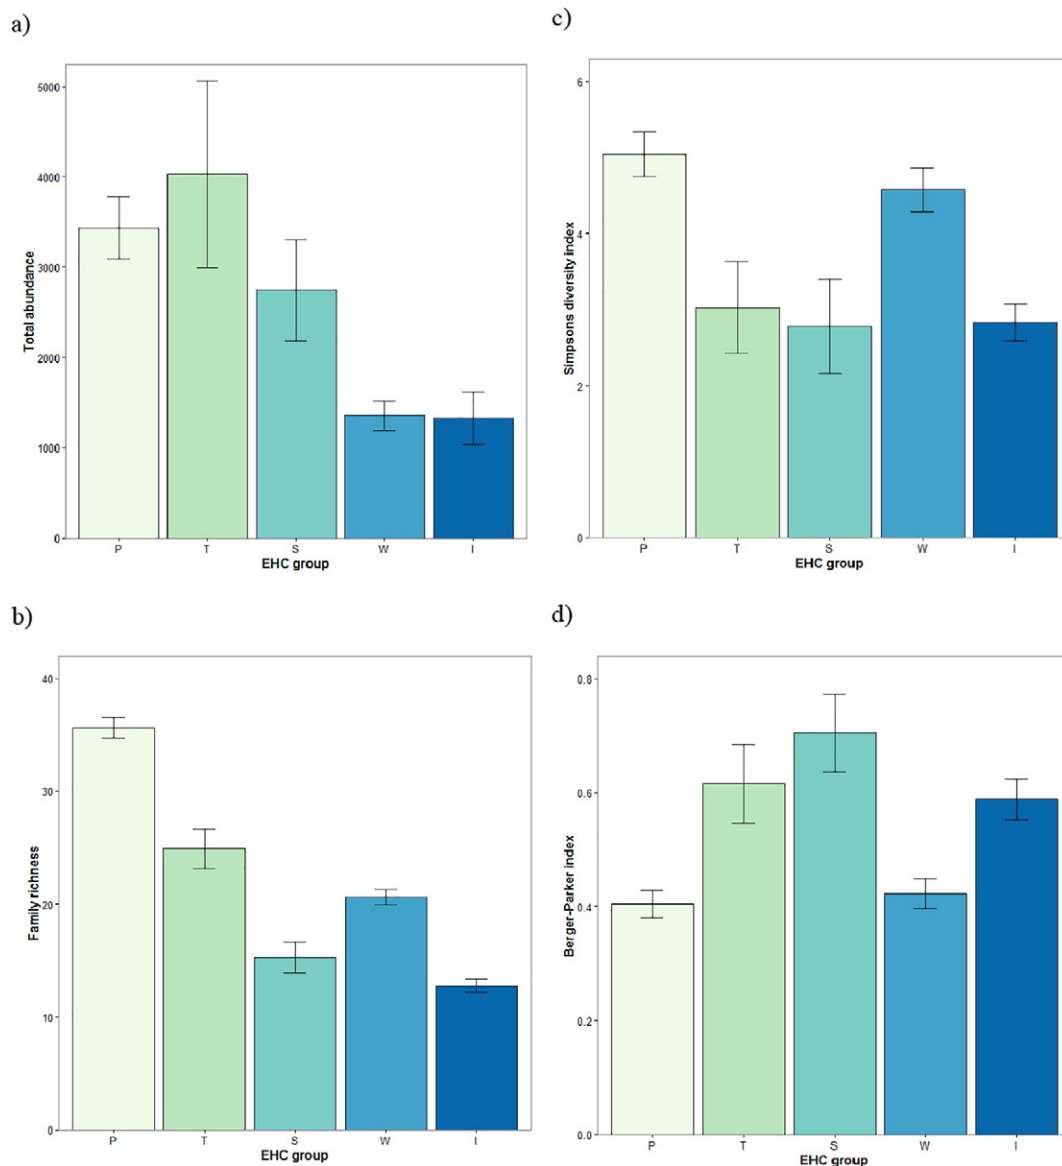 a)
Total abundance
5000
4000
3000
2000
1000
0
P T S W I
EHC group
c)
Simpsons diversity index
6
4
2
0
P T S W I
EHC group
b)
Family richness
40
30
20
10
0
P T S W I
EHC group
d)
Berger-Parker index
0.8
0.6
0.4
0.2
0.0
P T S W I
EHC group